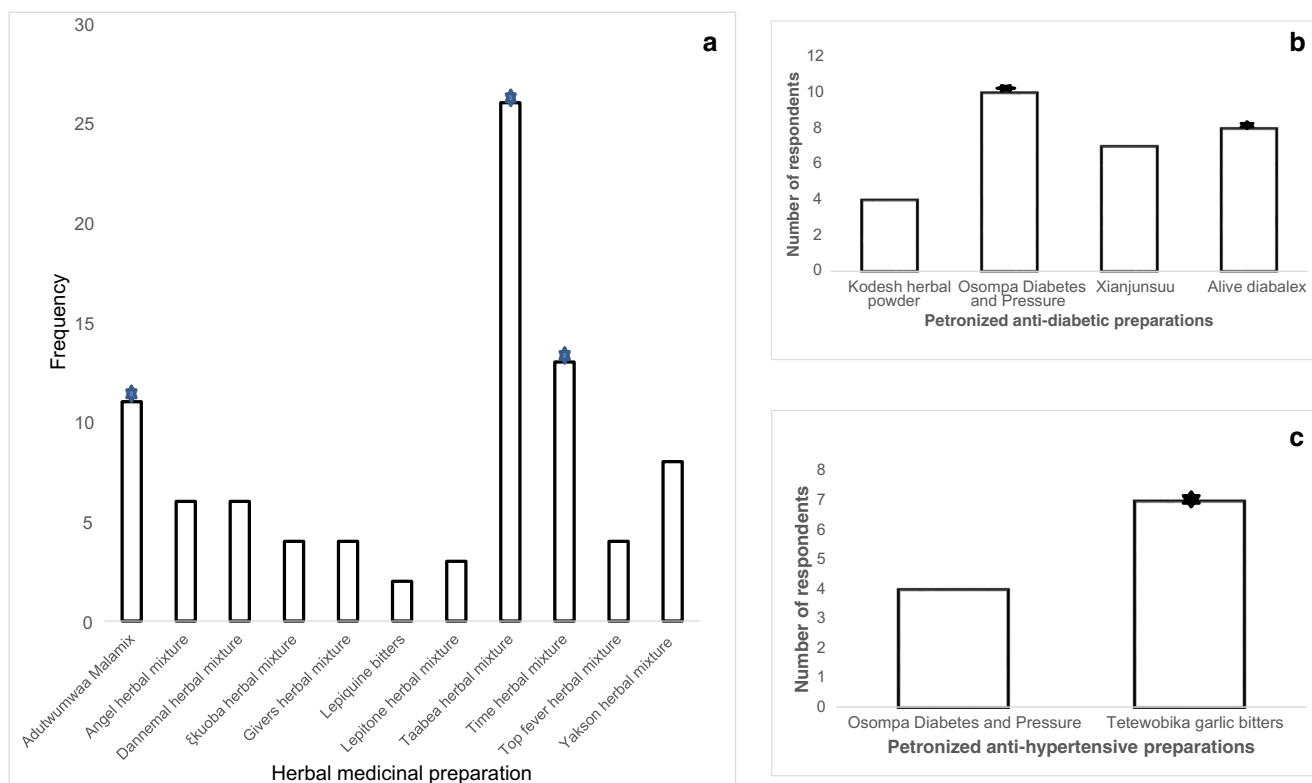 a
30
25
20
15
10
5
0
Frequency
Adutwumwaa Malamix
Angel herbal mixture
Dannemal herbal mixture
ξkuoba herbal mixture
Givers herbal mixture
Lepiquine bitters
Lepitone herbal mixture
Taabea herbal mixture
Time herbal mixture
Top fever herbal mixture
Yakson herbal mixture
Herbal medicinal preparation
b
12
10
8
6
4
2
0
Number of respondents
Kodesh herbal
powder
Osompa Diabetes
and Pressure
Xianjunsuu
Alive diabalex
Petronized anti-diabetic preparations
c
8
7
6
5
4
3
2
1
0
Number of respondents
Osompa Diabetes and Pressure
Tetewobika garlic bitters
Petronized anti-hypertensive preparations